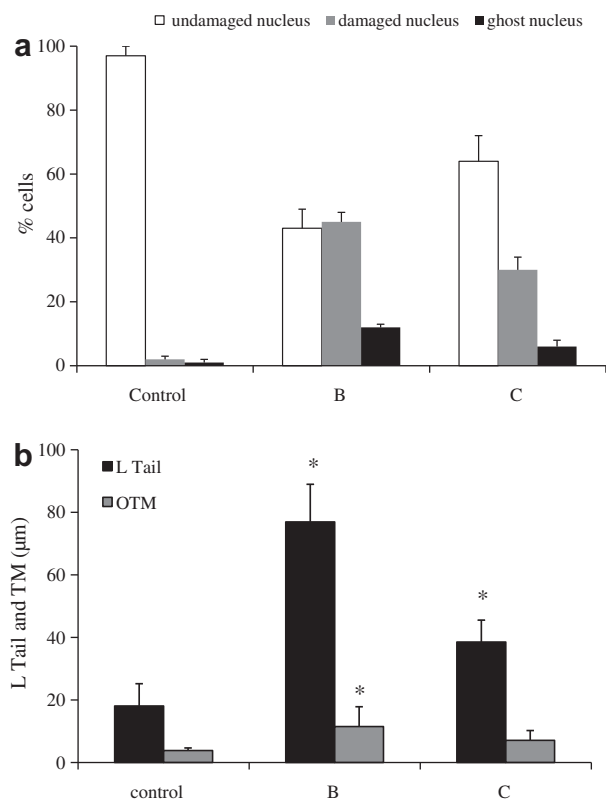 undamaged nucleus damaged nucleus ghost nucleus
a
100
80
60
40
20
0
% cells
Control B C
b
100
80
60
40
20
0
L Tail and TM (μm)
L Tail
OTM
*
*
*
control B C